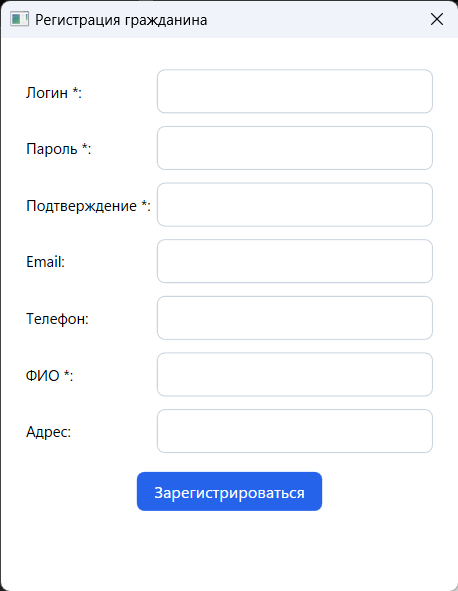 Регистрация гражданина
Логин *:
Пароль *:
Подтверждение *:
Email:
Телефон:
ФИО *:
Адрес:
Зарегистрироваться